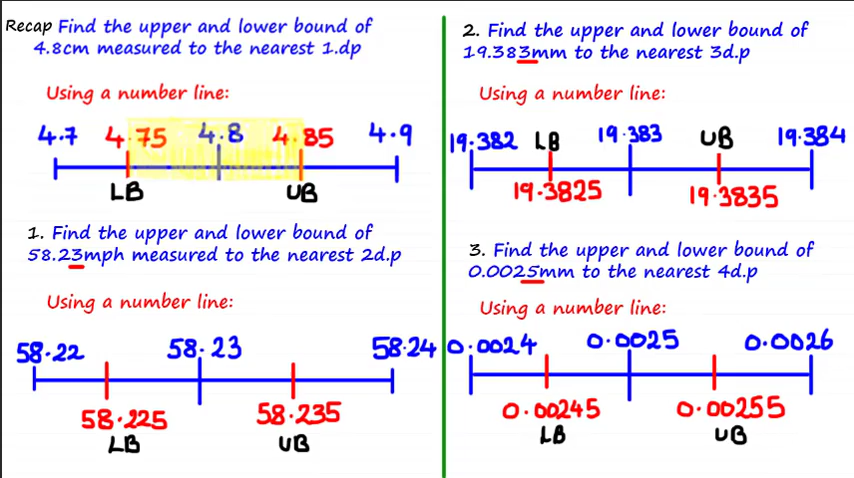 Recap Find the upper and lower bound of
4.8cm measured to the nearest 1.dp
Using a number line:
4.7 4.75 4.8 4.85 4.9
LB UB
1. Find the upper and lower bound of
58.23mph measured to the nearest 2d.p
Using a number line:
58.22 58.23 58.24
58.225 58.235
LB UB
2. Find the upper and lower bound of
19.383mm to the nearest 3d.p
Using a number line:
19.382 LB 19.383 UB 19.384
19.3825 19.3835
3. Find the upper and lower bound of
0.0025mm to the nearest 4d.p
Using a number line:
0.0024 0.0025 0.0026
0.00245 0.00255
LB UB